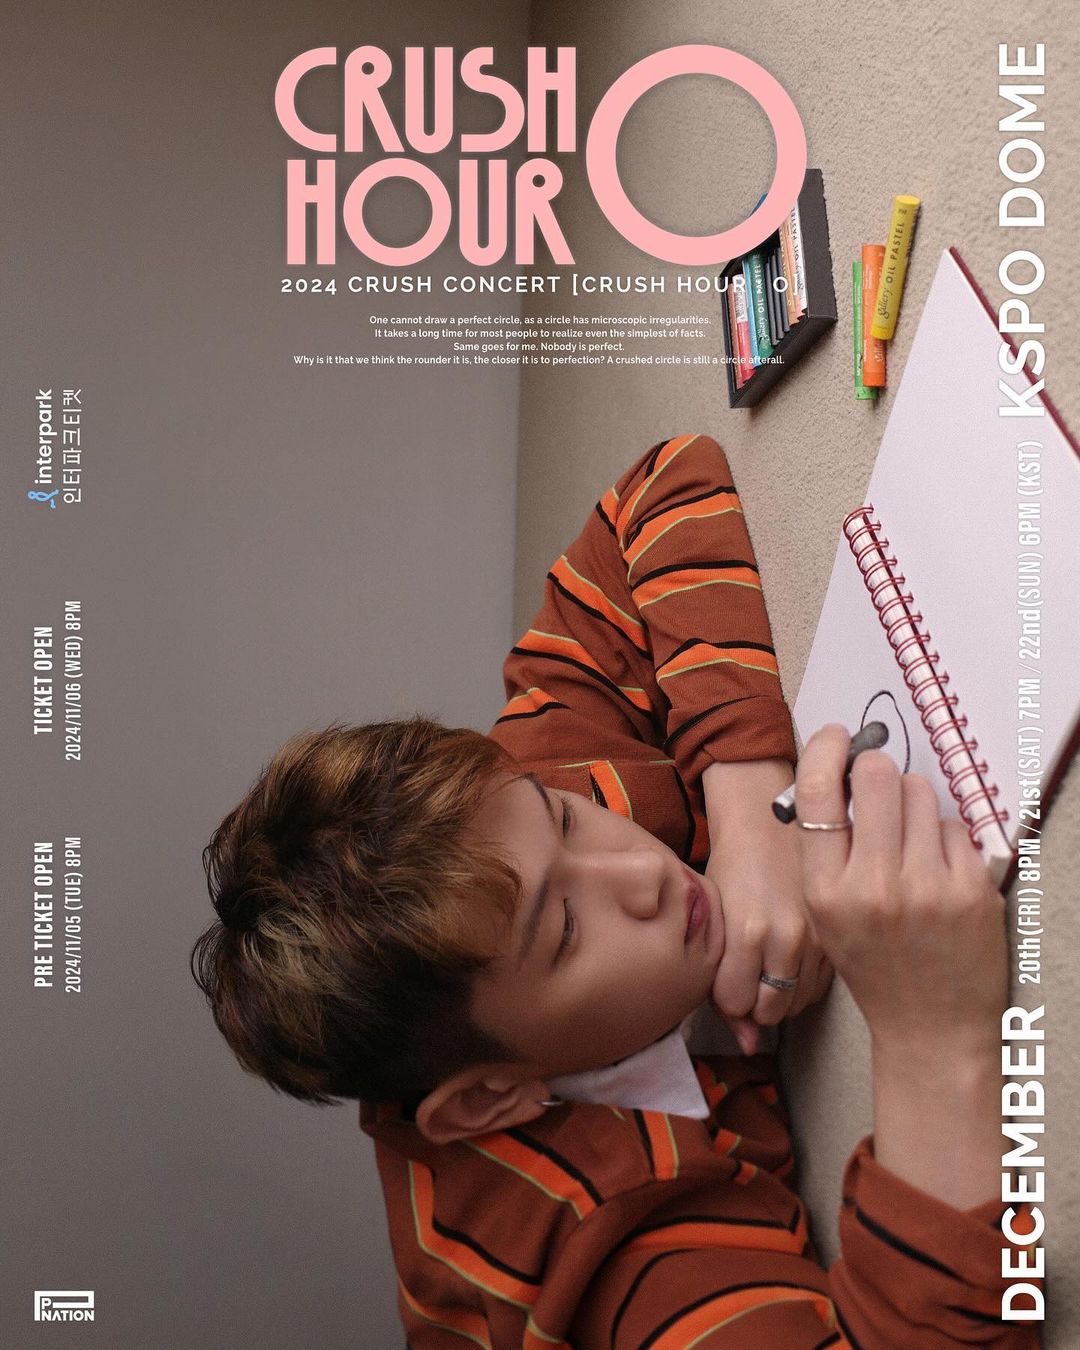 CRUSH
HOUR O
2024 CRUSH CONCERT [CRUSH HOUR : O]
One cannot draw a perfect circle, as a circle has microscopic irregularities.
It takes a long time for most people to realize even the simplest of facts.
Same goes for me. Nobody is perfect.
Why is it that we think the rounder it is, the closer it is to perfection? A crushed circle is still a circle afterall.
Gallery OIL PASTEL
OIL PASTEL
Gallery OIL PASTEL
interpark
인터파크티켓
TICKET OPEN
2024/11/06 (WED) 8PM
PRE TICKET OPEN
2024/11/05 (TUE) 8PM
P NATION
DECEMBER 20th(FRI) 8PM / 21st(SAT) 7PM / 22nd(SUN) 6PM (KST) KSPO DOME